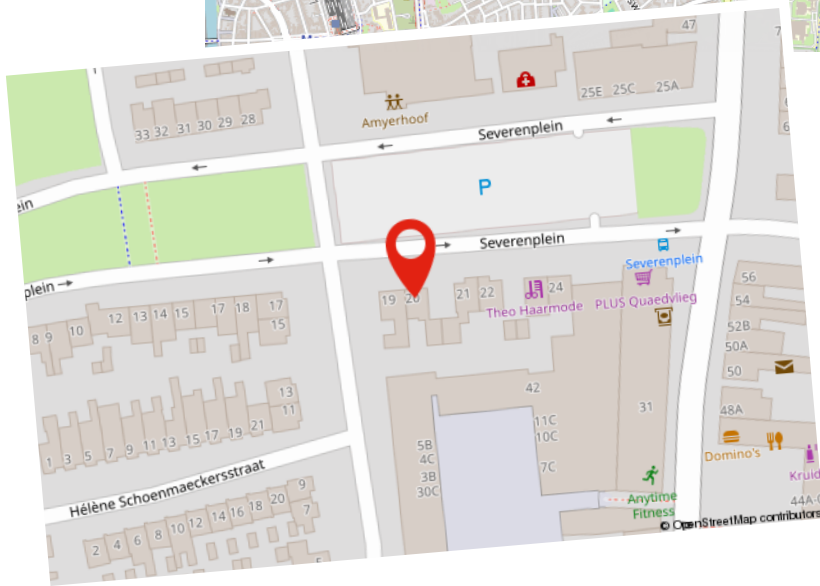 47
25E 25C 25A
Amyerhoof
33 32 31 30 29 28
Severenplein
P
Severenplein
Severenplein
19 20 21 22 24
Theo Haarmode
PLUS Quaedvlieg
56
54
52B
50A
50
48A
8 9 10 12 13 14 15 17 18 17
15
13
11
1 3 5 7 9 11 13 15 17 19 21
42
11C
10C
7C
31
5B
4C
3B
30C
Domino's
Anytime
Fitness
Hélène Schoenmaeckersstraat
2 4 6 8 10 12 14 16 18 20 9
7
© OpenStreetMap contributors